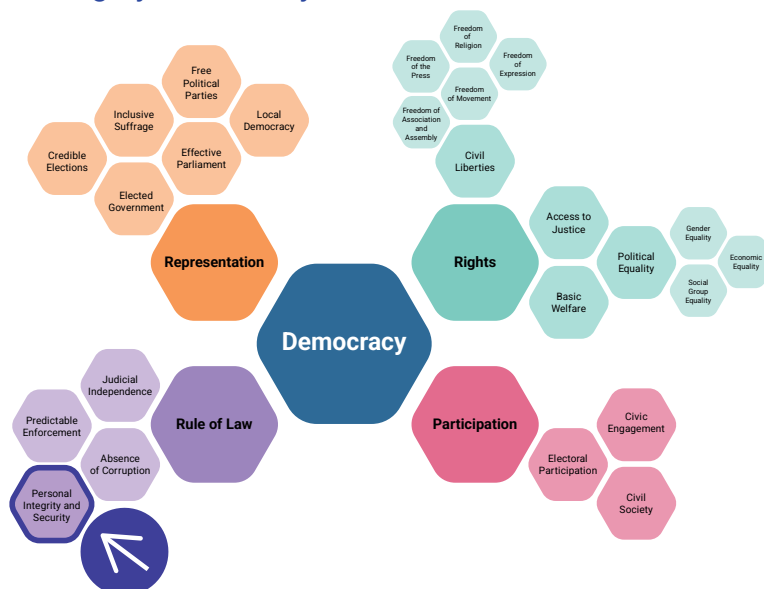 Free
Political
Parties
Inclusive
Suffrage
Local
Democracy
Credible
Elections
Effective
Parliament
Elected
Government
Representation
Freedom
of
Religion
Freedom
of the
Press
Freedom
of
Expression
Freedom
of Movement
Freedom of
Association
and
Assembly
Civil
Liberties
Rights
Access to
Justice
Basic
Welfare
Political
Equality
Gender
Equality
Economic
Equality
Social
Group
Equality
Democracy
Judicial
Independence
Predictable
Enforcement
Absence
of Corruption
Personal
Integrity and
Security
Rule of Law
Participation
Electoral
Participation
Civic
Engagement
Civil
Society